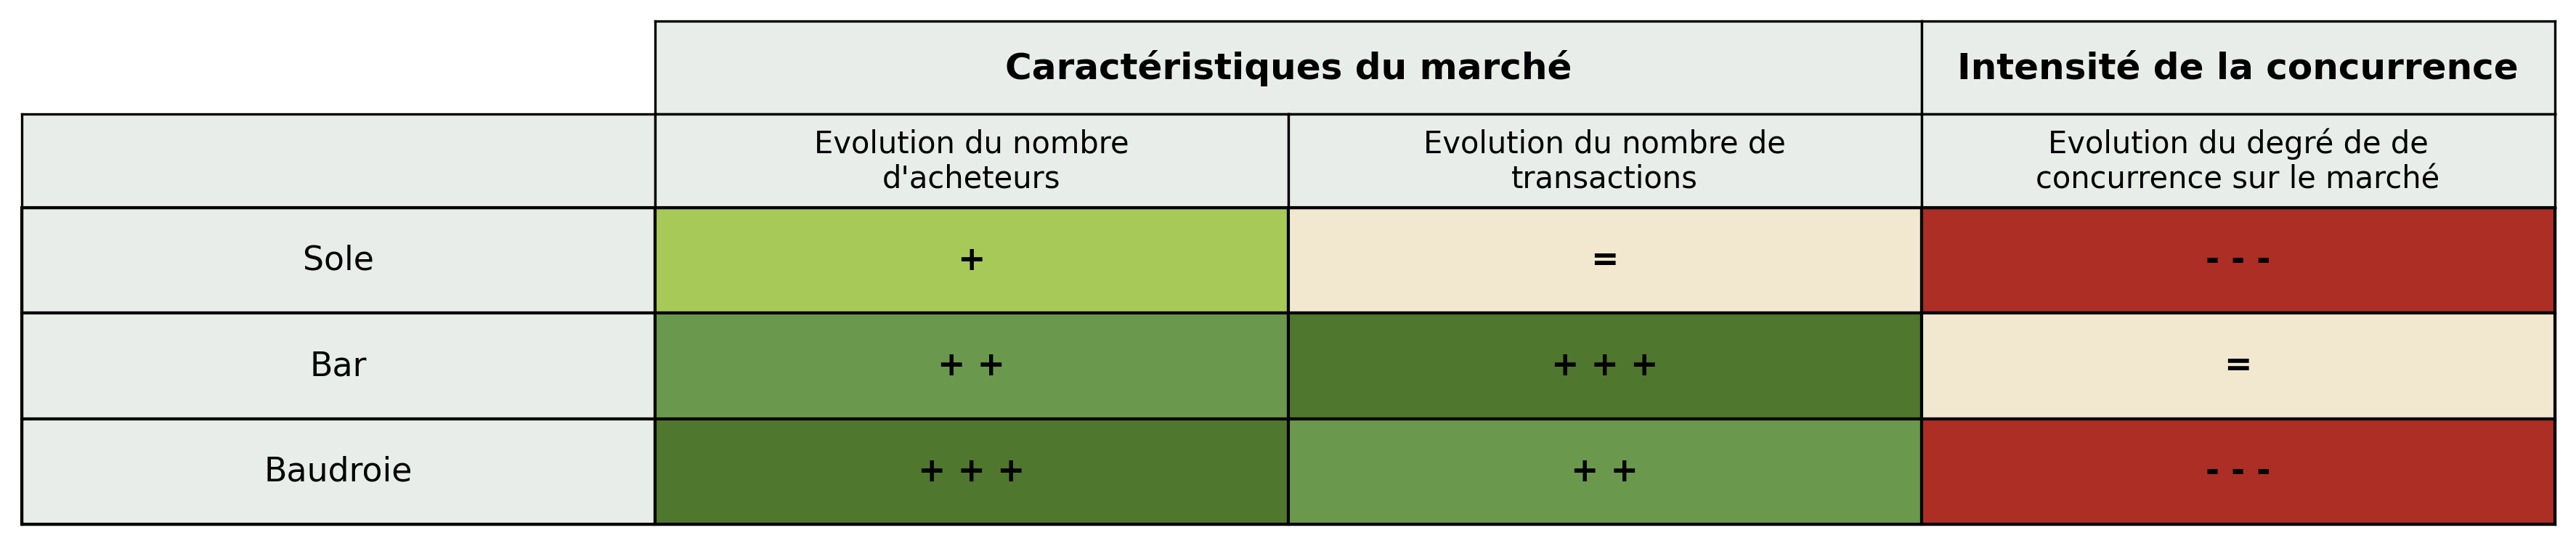 Caractéristiques du marché
Intensité de la concurrence
Evolution du nombre
d'acheteurs
Evolution du nombre de
transactions
Evolution du degré de de
concurrence sur le marché
Sole
+
=
- - -
Bar
+ +
+ + +
=
Baudroie
+ + +
+ +
- - -